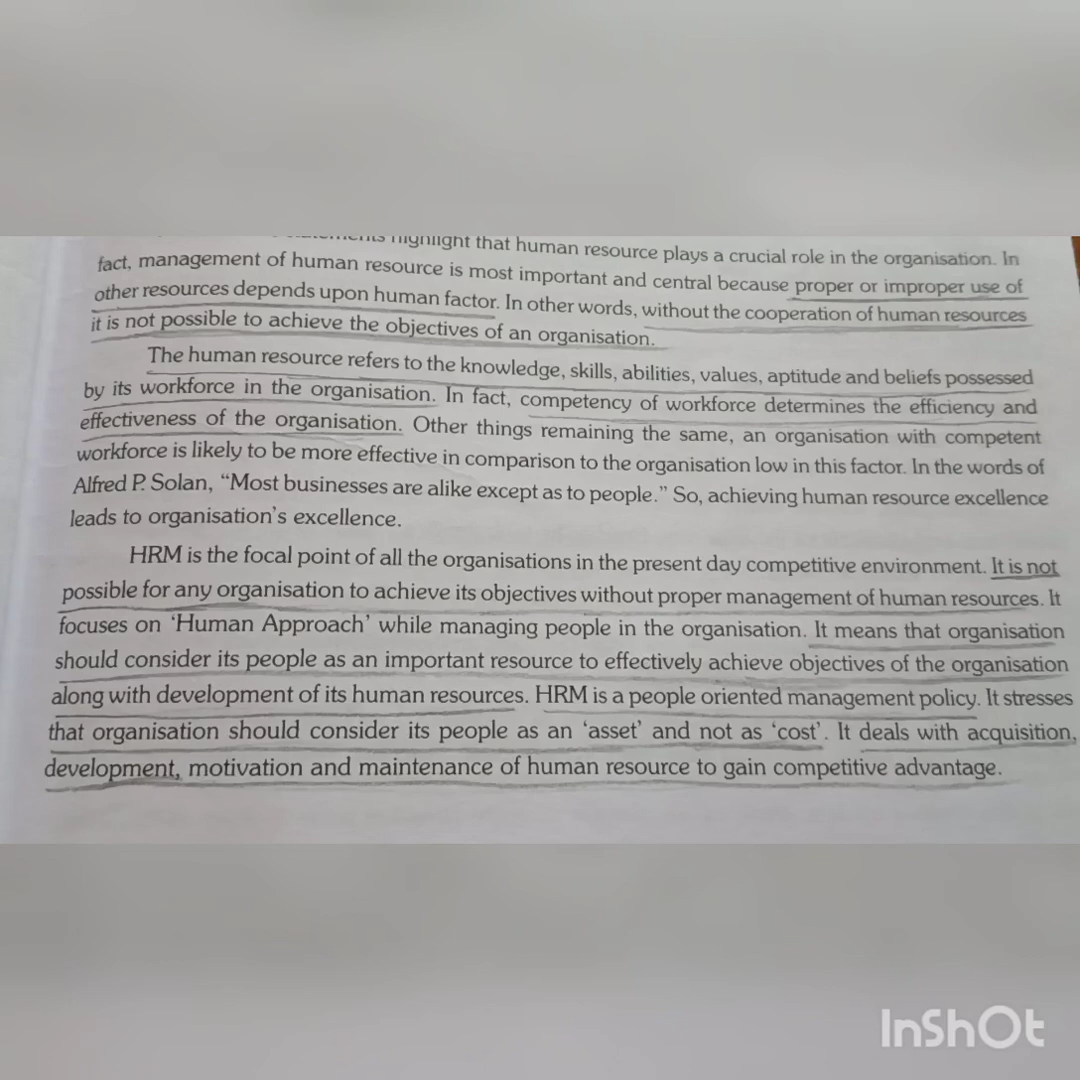 highlight that human resource plays a crucial role in the organisation. In
fact, management of human resource is most important and central because proper or improper use of
other resources depends upon human factor. In other words, without the cooperation of human resources
it is not possible to achieve the objectives of an organisation.
The human resource refers to the knowledge, skills, abilities, values, aptitude and beliefs possessed
by its workforce in the organisation. In fact, competency of workforce determines the efficiency and
effectiveness of the organisation. Other things remaining the same, an organisation with competent
workforce is likely to be more effective in comparison to the organisation low in this factor. In the words of
Alfred P. Solan, “Most businesses are alike except as to people.” So, achieving human resource excellence
leads to organisation’s excellence.
HRM is the focal point of all the organisations in the present day competitive environment. It is not
possible for any organisation to achieve its objectives without proper management of human resources. It
focuses on ‘Human Approach’ while managing people in the organisation. It means that organisation
should consider its people as an important resource to effectively achieve objectives of the organisation
along with development of its human resources. HRM is a people oriented management policy. It stresses
that organisation should consider its people as an ‘asset’ and not as ‘cost’. It deals with acquisition,
development, motivation and maintenance of human resource to gain competitive advantage.
InShOt